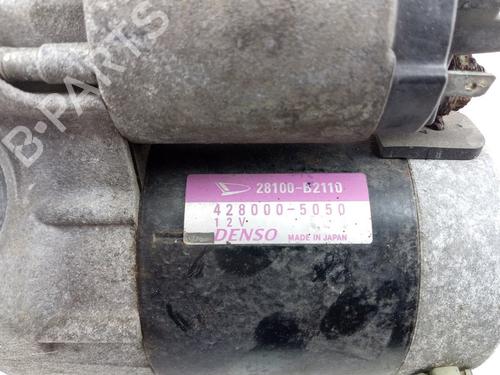 B-PARTS
28100-B2110
428000-5050
12V
DENSO MADE IN JAPAN